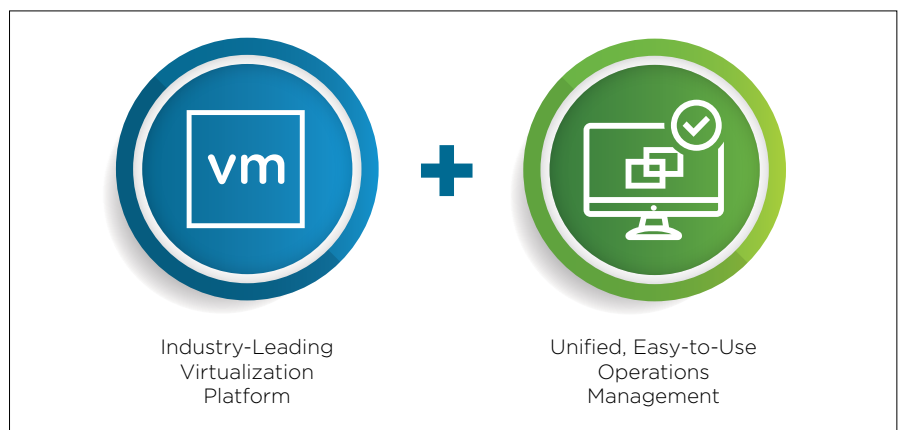 vm
Industry-Leading
Virtualization
Platform
Unified, Easy-to-Use
Operations
Management